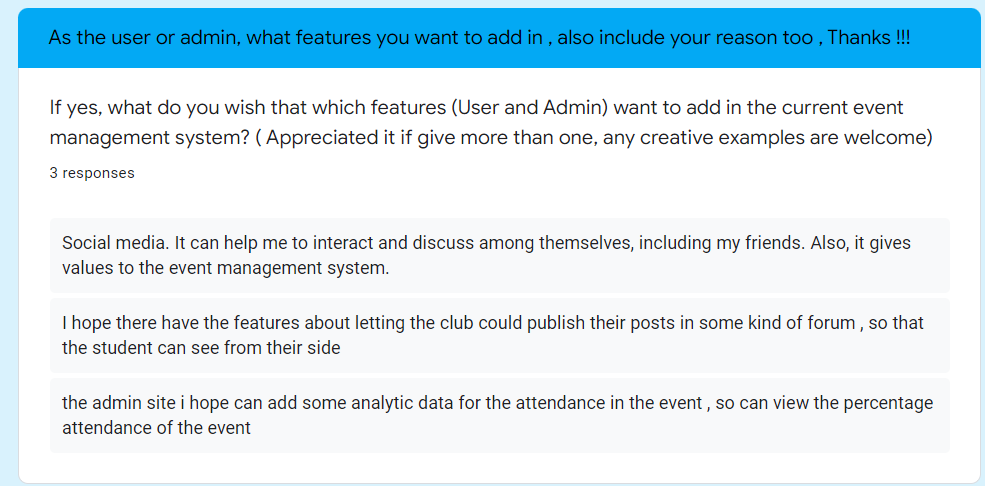 As the user or admin, what features you want to add in , also include your reason too , Thanks !!!
If yes, what do you wish that which features (User and Admin) want to add in the current event
management system? ( Appreciated it if give more than one, any creative examples are welcome)
3 responses
Social media. It can help me to interact and discuss among themselves, including my friends. Also, it gives
values to the event management system.
I hope there have the features about letting the club could publish their posts in some kind of forum , so that
the student can see from their side
the admin site i hope can add some analytic data for the attendance in the event , so can view the percentage
attendance of the event